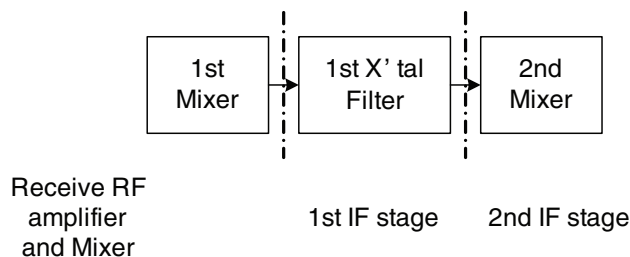 1st
Mixer
1st X' tal
Filter
2nd
Mixer
Receive RF
amplifier
and Mixer
1st IF stage
2nd IF stage